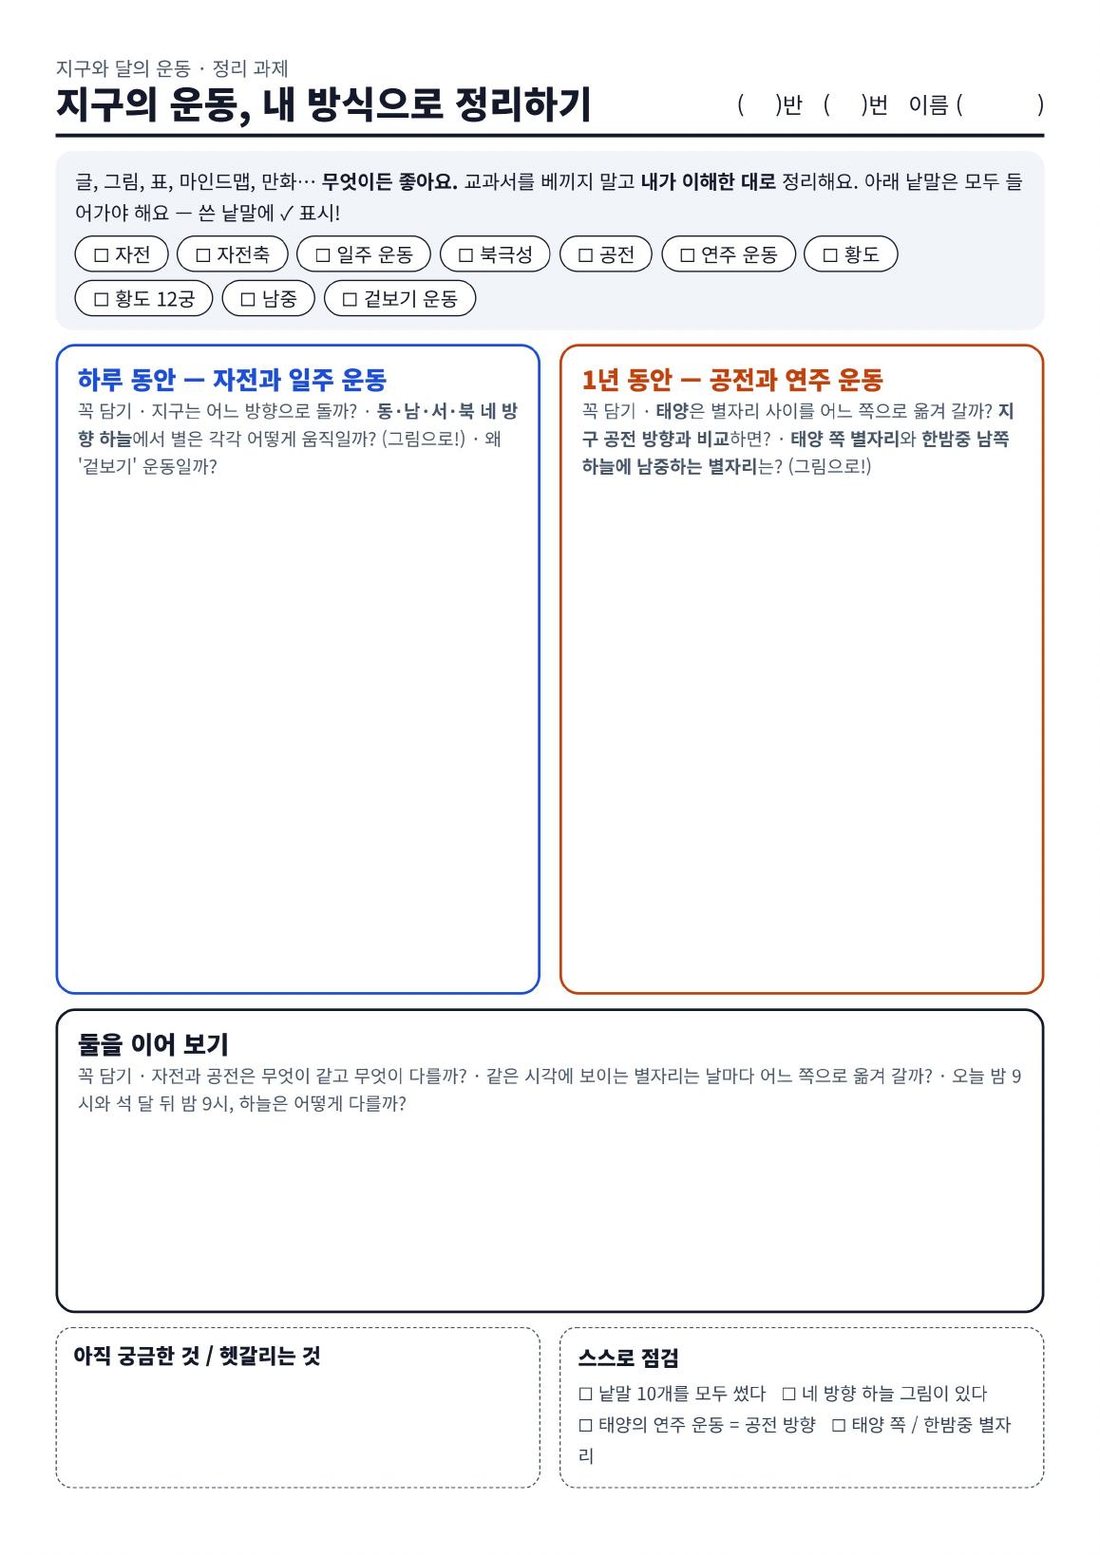 지구와 달의 운동 · 정리 과제
지구의 운동, 내 방식으로 정리하기
( )반 ( )번 이름 ( )
글, 그림, 표, 마인드맵, 만화… 무엇이든 좋아요. 교과서를 베끼지 말고 내가 이해한 대로 정리해요. 아래 낱말은 모두 들
어가야 해요 — 쓴 낱말에 ✓ 표시!
☐ 자전 ☐ 자전축 ☐ 일주 운동 ☐ 북극성 ☐ 공전 ☐ 연주 운동 ☐ 황도
☐ 황도 12궁 ☐ 남중 ☐ 겉보기 운동
하루 동안 — 자전과 일주 운동
꼭 담기 · 지구는 어느 방향으로 돌까? · 동·남·서·북 네 방
향 하늘에서 별은 각각 어떻게 움직일까? (그림으로!) · 왜
'겉보기' 운동일까?
1년 동안 — 공전과 연주 운동
꼭 담기 · 태양은 별자리 사이를 어느 쪽으로 옮겨 갈까? 지
구 공전 방향과 비교하면? · 태양 쪽 별자리와 한밤중 남쪽
하늘에 남중하는 별자리는? (그림으로!)
둘을 이어 보기
꼭 담기 · 자전과 공전은 무엇이 같고 무엇이 다를까? · 같은 시각에 보이는 별자리는 날마다 어느 쪽으로 옮겨 갈까? · 오늘 밤 9
시와 석 달 뒤 밤 9시, 하늘은 어떻게 다를까?
아직 궁금한 것 / 헷갈리는 것
스스로 점검
☐ 낱말 10개를 모두 썼다 ☐ 네 방향 하늘 그림이 있다
☐ 태양의 연주 운동 = 공전 방향 ☐ 태양 쪽 / 한밤중 별자
리